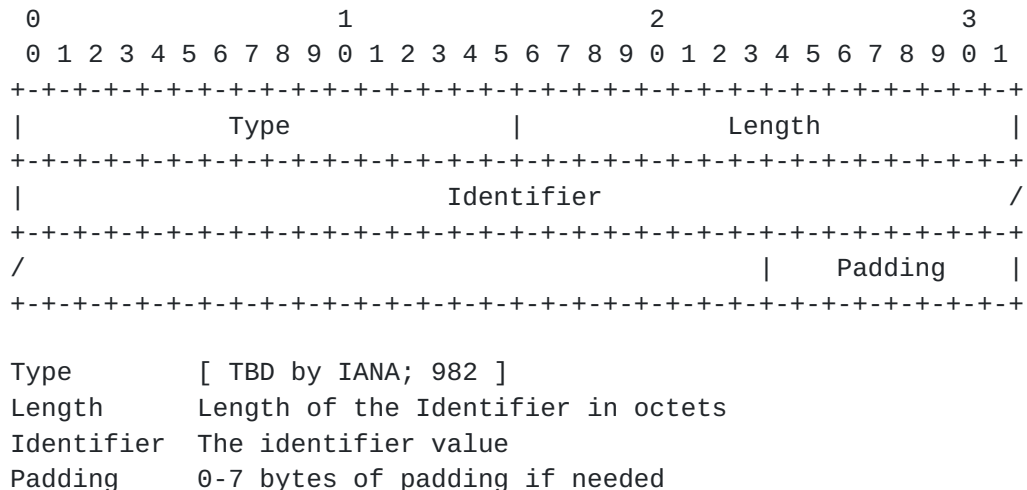 0                   1                   2                   3
 0 1 2 3 4 5 6 7 8 9 0 1 2 3 4 5 6 7 8 9 0 1 2 3 4 5 6 7 8 9 0 1
+-+-+-+-+-+-+-+-+-+-+-+-+-+-+-+-+-+-+-+-+-+-+-+-+-+-+-+-+-+-+-+-+
|             Type              |             Length            |
+-+-+-+-+-+-+-+-+-+-+-+-+-+-+-+-+-+-+-+-+-+-+-+-+-+-+-+-+-+-+-+-+
|                           Identifier                          /
+-+-+-+-+-+-+-+-+-+-+-+-+-+-+-+-+-+-+-+-+-+-+-+-+-+-+-+-+-+-+-+-+
/                                               |    Padding    |
+-+-+-+-+-+-+-+-+-+-+-+-+-+-+-+-+-+-+-+-+-+-+-+-+-+-+-+-+-+-+-+-+
Type        [ TBD by IANA; 982 ]
Length      Length of the Identifier in octets
Identifier  The identifier value
Padding     0-7 bytes of padding if needed